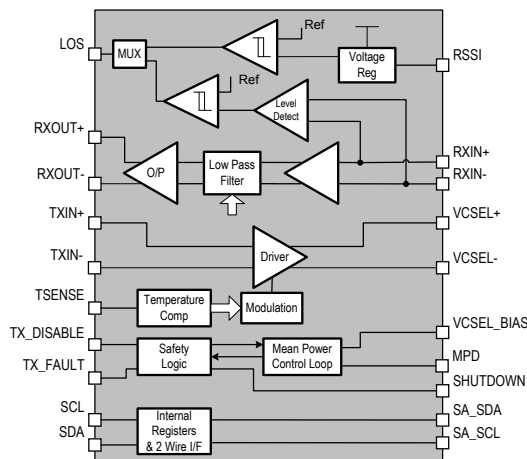 Ref
LOS
MUX
Voltage
Reg
RSSI
Ref
Level
Detect
RXOUT+
RXIN+
O/P
Low Pass
Filter
RXOUT-
RXIN-
TXIN+
VCSEL+
Driver
TXIN-
VCSEL-
TSENSE
Temperature
Comp
Modulation
VCSEL_BIAS
TX_DISABLE
Safety
Logic
Mean Power
Control Loop
MPD
TX_FAULT
SHUTDOWN
SCL
SA_SDA
Internal
Registers
& 2 Wire I/F
SDA
SA_SCL